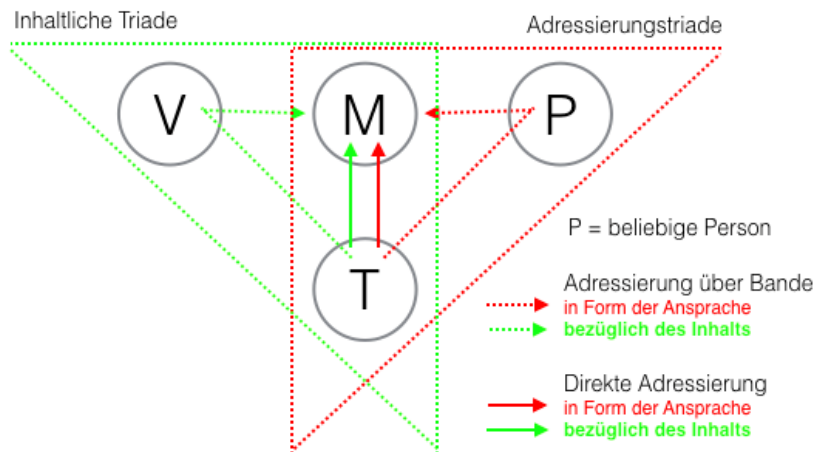 Inhaltliche Triade
Adressierungstriade
V
M
P
T
P = beliebige Person
Adressierung über Bande
in Form der Ansprache
bezüglich des Inhalts
Direkte Adressierung
in Form der Ansprache
bezüglich des Inhalts